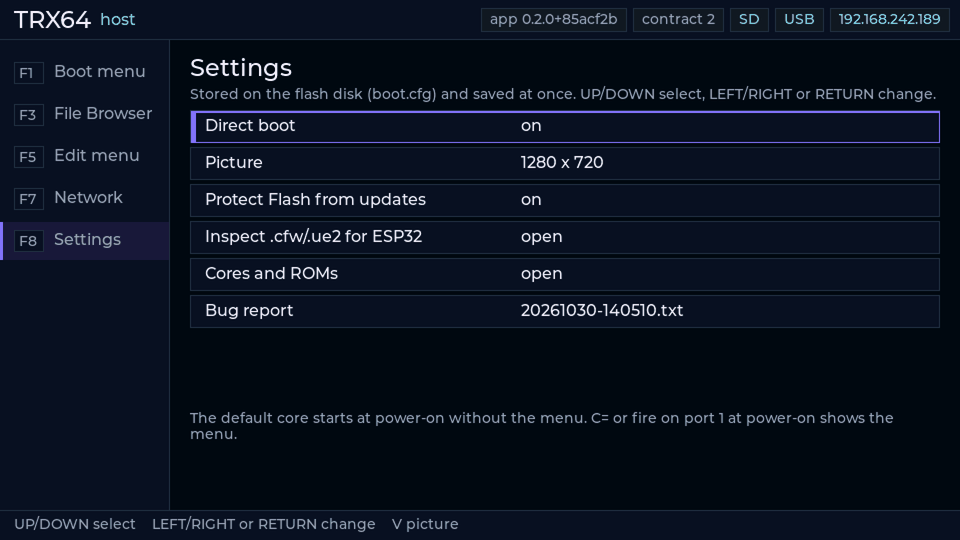 TRX64 host
app 0.2.0+85acf2b contract 2 SD USB 192.168.242.189
F1 Boot menu
F3 File Browser
F5 Edit menu
F7 Network
F8 Settings
Settings
Stored on the flash disk (boot.cfg) and saved at once. UP/DOWN select, LEFT/RIGHT or RETURN change.
Direct boot on
Picture 1280 x 720
Protect Flash from updates on
Inspect .cfw/.ue2 for ESP32 open
Cores and ROMs open
Bug report 20261030-140510.txt
The default core starts at power-on without the menu. C= or fire on port 1 at power-on shows the
menu.
UP/DOWN select LEFT/RIGHT or RETURN change V picture